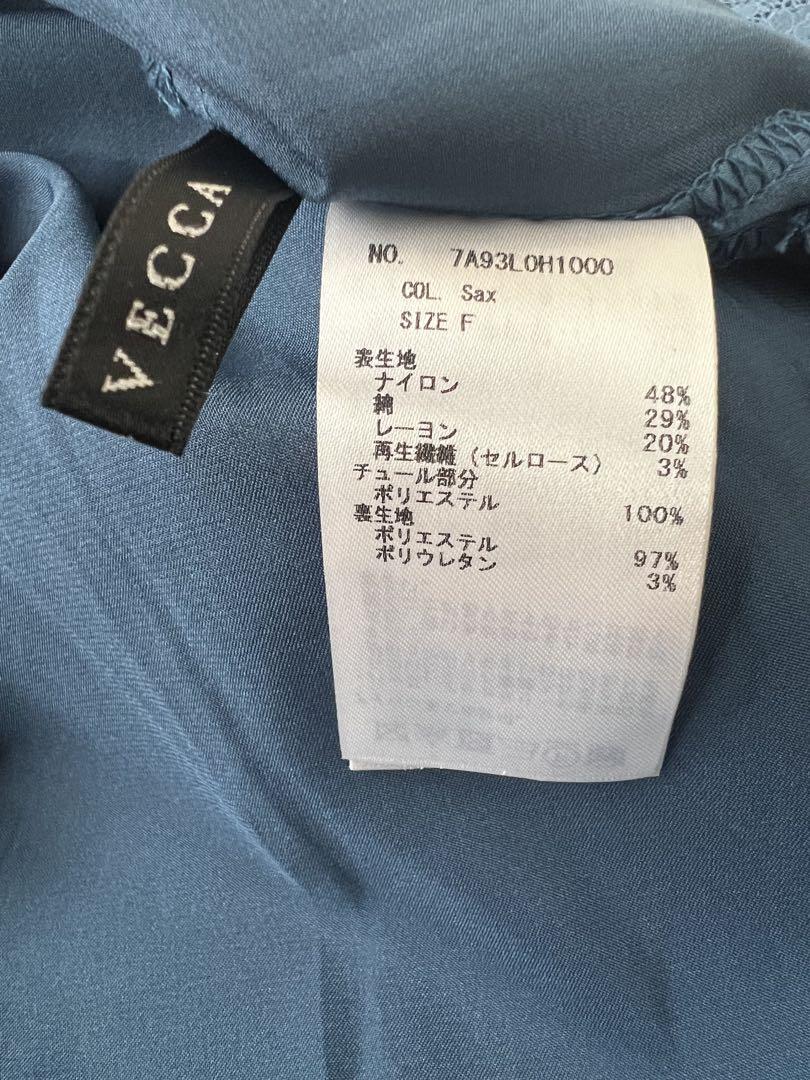 VECCA
NO. 7A93L0H1000
COL. Sax
SIZE F
表生地
ナイロン 48%
綿 29%
レーヨン 20%
再生繊維(セルロース) 3%
チュール部分
ポリエステル 100%
裏生地
ポリエステル 97%
ポリウレタン 3%